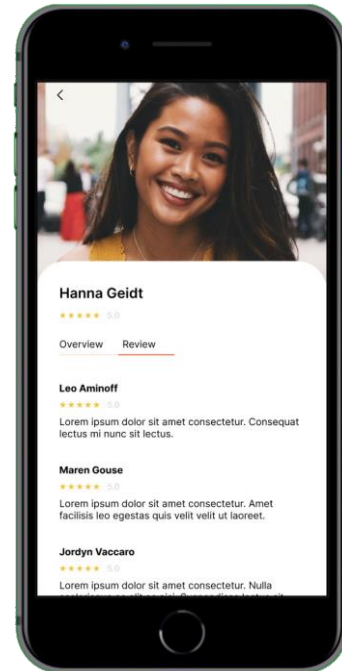 Hanna Geidt
★★★★★ 5.0
Overview Review
Leo Aminoff
★★★★★ 5.0
Lorem ipsum dolor sit amet consectetur. Consequat
lectus mi nunc sit lectus.
Maren Gouse
★★★★★ 5.0
Lorem ipsum dolor sit amet consectetur. Amet
facilisis leo egestas quis velit velit ut laoreet.
Jordyn Vaccaro
★★★★★ 5.0
Lorem ipsum dolor sit amet consectetur. Nulla